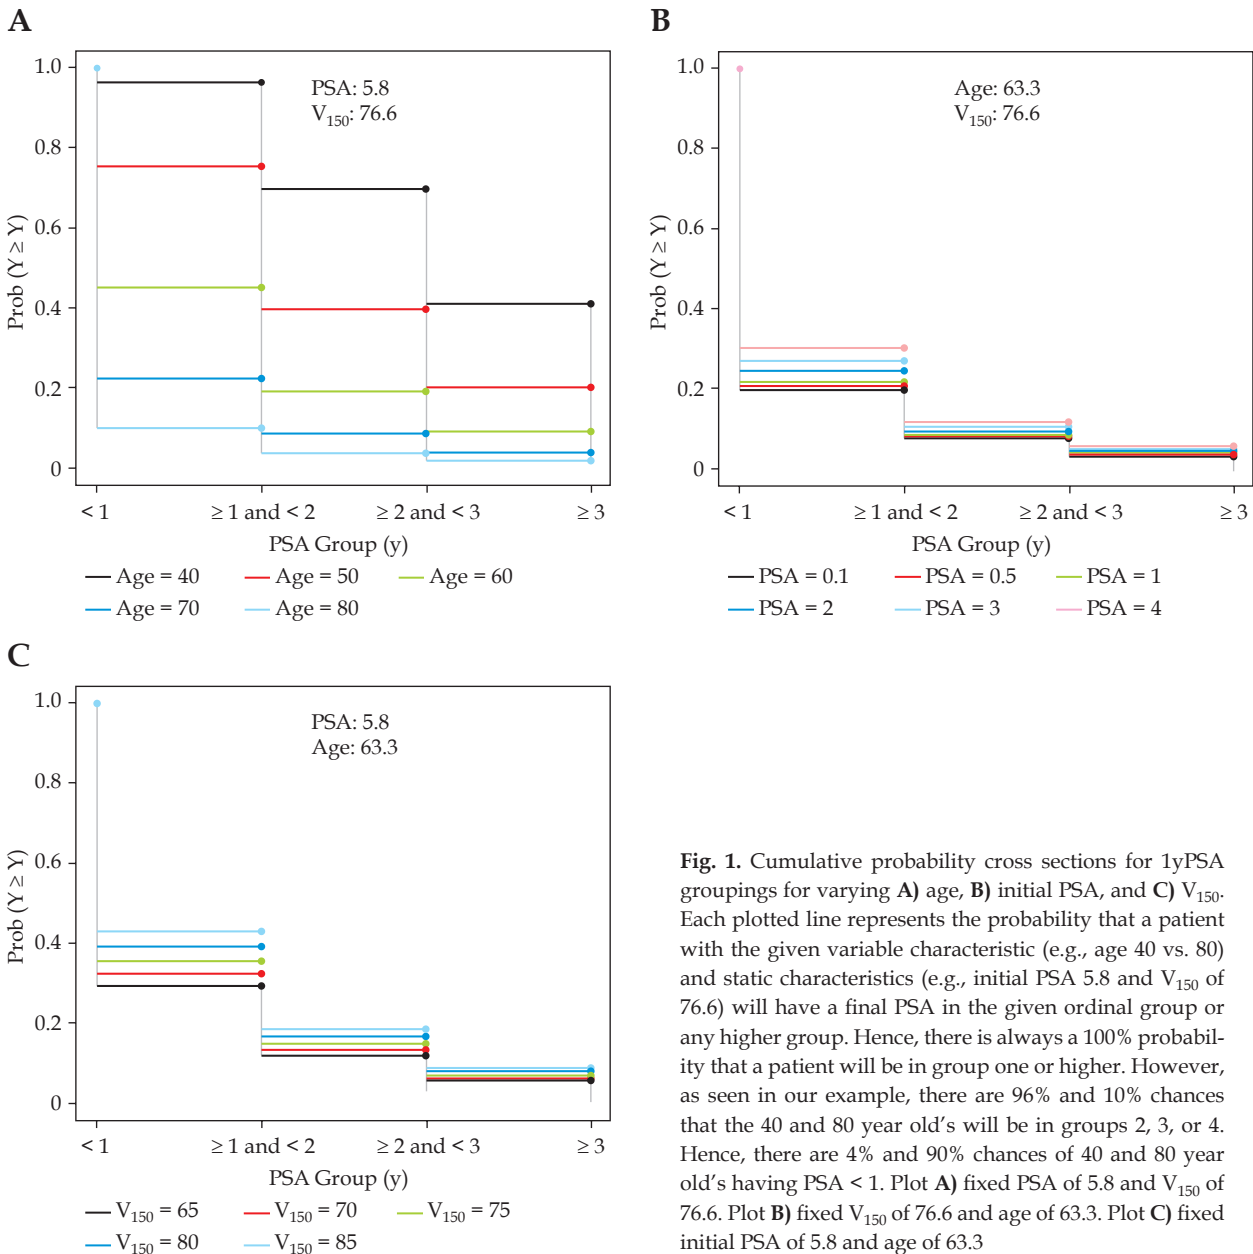 A
1.0
0.8
0.6
0.4
0.2
0
Prob (Y ≥ Y)
PSA: 5.8
V150: 76.6
< 1
≥ 1 and < 2
≥ 2 and < 3
≥ 3
PSA Group (y)
Age = 40
Age = 50
Age = 60
Age = 70
Age = 80
B
1.0
0.8
0.6
0.4
0.2
0
Prob (Y ≥ Y)
Age: 63.3
V150: 76.6
< 1
≥ 1 and < 2
≥ 2 and < 3
≥ 3
PSA Group (y)
PSA = 0.1
PSA = 0.5
PSA = 1
PSA = 2
PSA = 3
PSA = 4
C
1.0
0.8
0.6
0.4
0.2
0
Prob (Y ≥ Y)
PSA: 5.8
Age: 63.3
< 1
≥ 1 and < 2
≥ 2 and < 3
≥ 3
PSA Group (y)
V150 = 65
V150 = 70
V150 = 75
V150 = 80
V150 = 85
Fig. 1. Cumulative probability cross sections for 1yPSA
groupings for varying A) age, B) initial PSA, and C) V150.
Each plotted line represents the probability that a patient
with the given variable characteristic (e.g., age 40 vs. 80)
and static characteristics (e.g., initial PSA 5.8 and V150 of
76.6) will have a final PSA in the given ordinal group or
any higher group. Hence, there is always a 100% probabil-
ity that a patient will be in group one or higher. However,
as seen in our example, there are 96% and 10% chances
that the 40 and 80 year old's will be in groups 2, 3, or 4.
Hence, there are 4% and 90% chances of 40 and 80 year
old's having PSA < 1. Plot A) fixed PSA of 5.8 and V150 of
76.6. Plot B) fixed V150 of 76.6 and age of 63.3. Plot C) fixed
initial PSA of 5.8 and age of 63.3